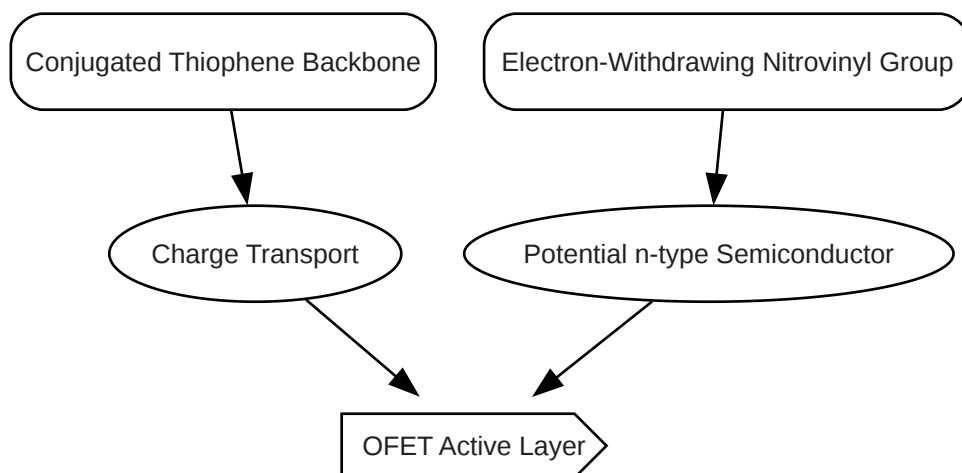 Conjugated Thiophene Backbone
Electron-Withdrawing Nitrovinyl Group
Charge Transport
Potential n-type Semiconductor
OFET Active Layer